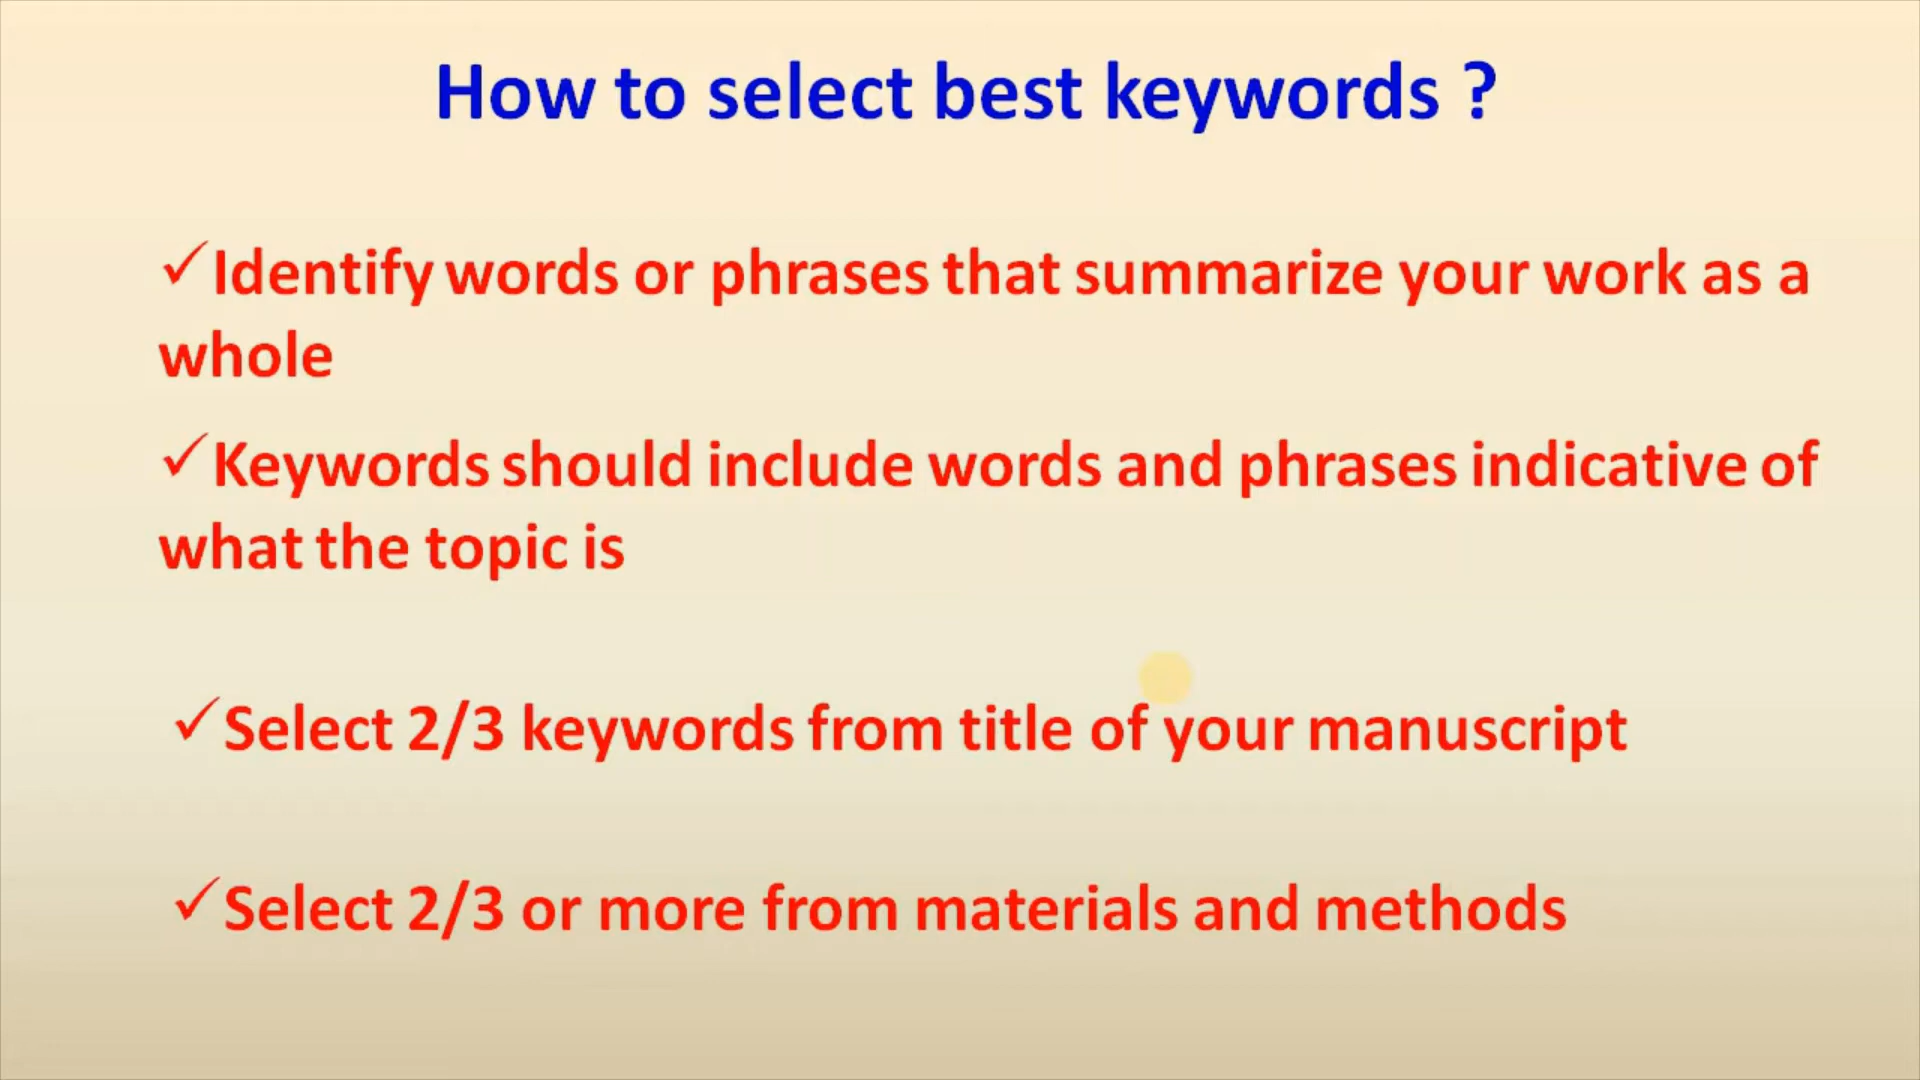 How to select best keywords ?
✓Identify words or phrases that summarize your work as a
whole
✓Keywords should include words and phrases indicative of
what the topic is
✓Select 2/3 keywords from title of your manuscript
✓Select 2/3 or more from materials and methods